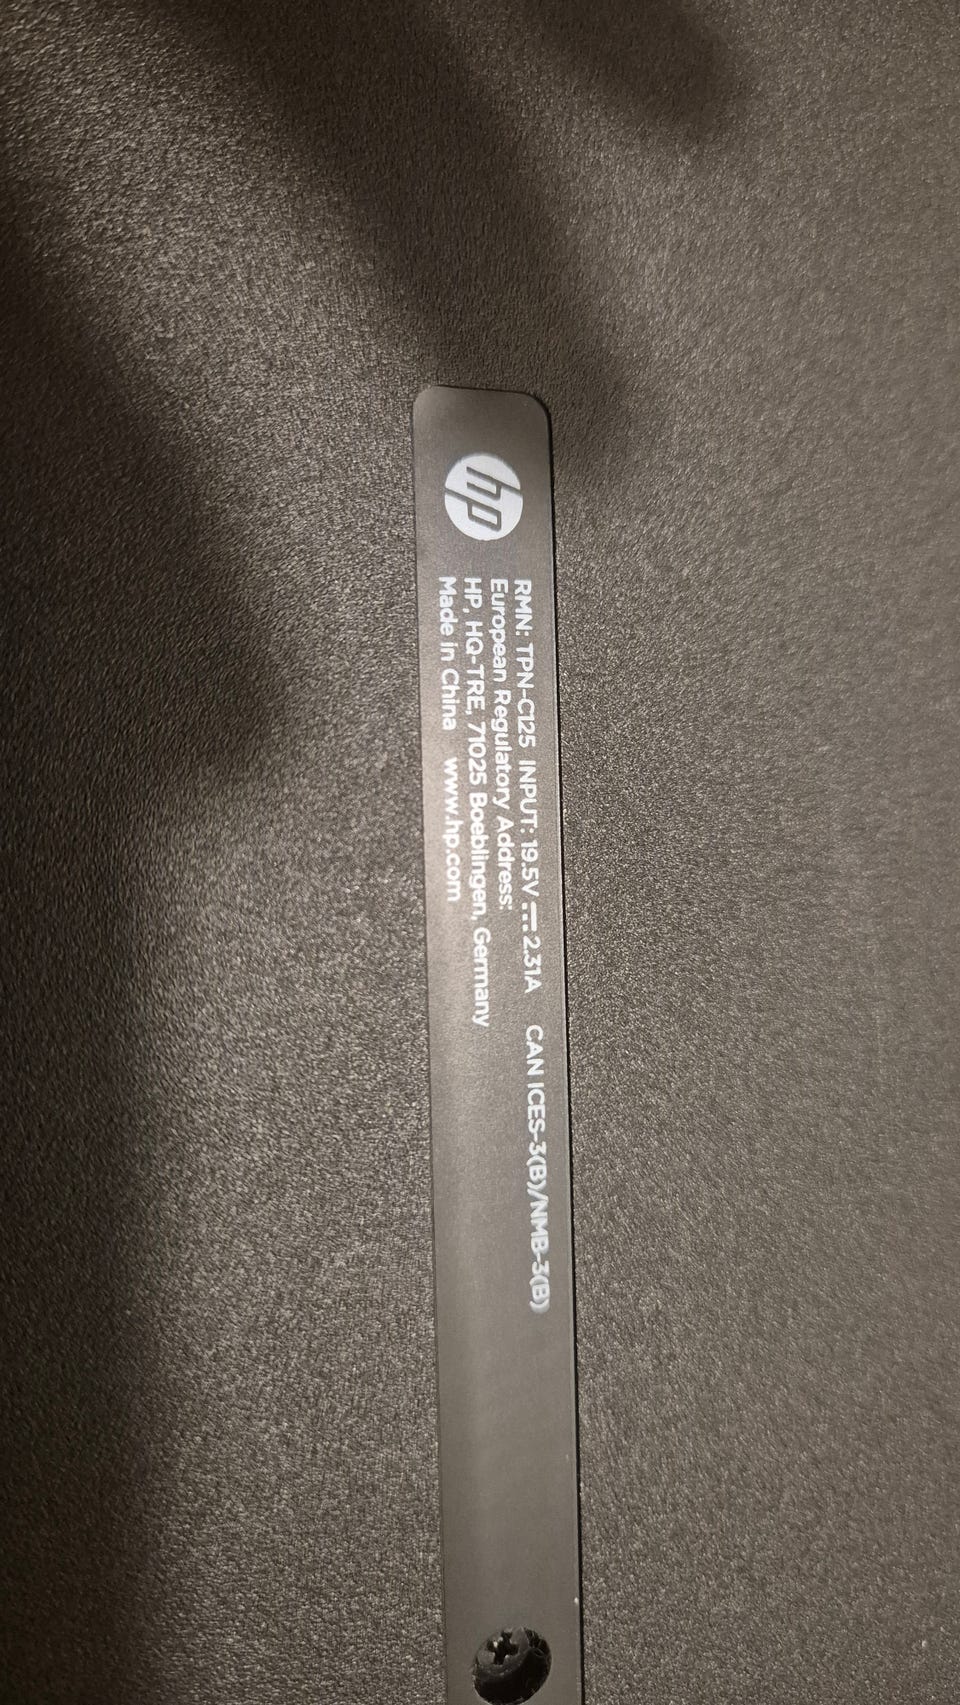 hp
RMN: TPN-C125 INPUT: 19.5V ⎓ 2.31A CAN ICES-3(B)/NMB-3(B)
European Regulatory Address:
HP, HQ-TRE, 71025 Boeblingen, Germany
Made in China www.hp.com